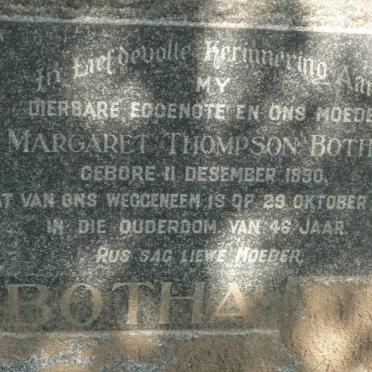 In Liefdevolle Herinnering Aan
MY
DIERBARE EGGENOTE EN ONS MOEDE
MARGARET THOMPSON BOTH
GEBORE 11 DESEMBER 1890,
AT VAN ONS WEGGENEEM IS OP 29 OKTOBER
IN DIE OUDERDOM VAN 46 JAAR.
RUS SAG LIEWE MOEDER.
BOTHA